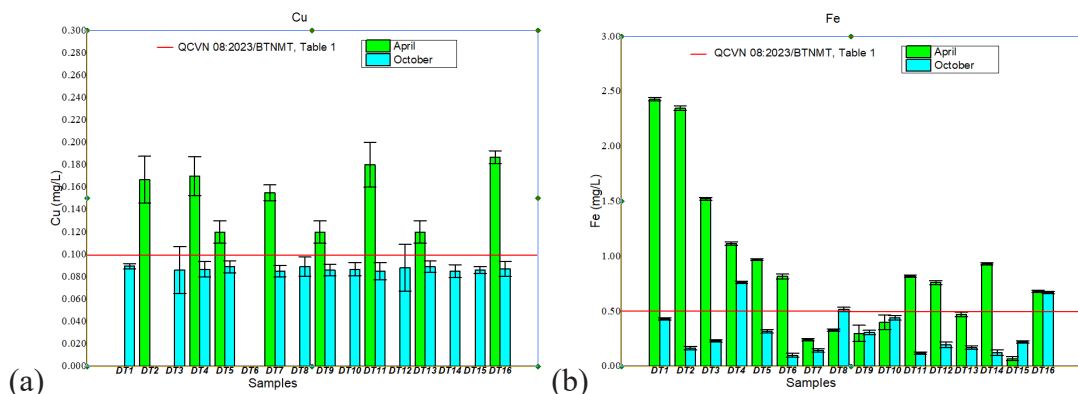 Cu
QCVN 08:2023/BTNMT, Table 1
April
October
Cu (mg/L)
0.300
0.280
0.260
0.240
0.220
0.200
0.180
0.160
0.140
0.120
0.100
0.080
0.060
0.040
0.020
0.000
DT1 DT2 DT3 DT4 DT5 DT6 DT7 DT8 DT9 DT10 DT11 DT12 DT13 DT14 DT15 DT16
Samples
(a)
Fe
QCVN 08:2023/BTNMT, Table 1
April
October
Fe (mg/L)
3.00
2.50
2.00
1.50
1.00
0.50
0.00
DT1 DT2 DT3 DT4 DT5 DT6 DT7 DT8 DT9 DT10 DT11 DT12 DT13 DT14 DT15 DT16
Samples
(b)